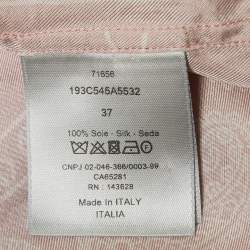 71656
193C545A5532
37
100% Soie - Silk - Seda
CNPJ 02-046-366/0003-99
CA65281
RN : 143628
Made In ITALY
ITALIA